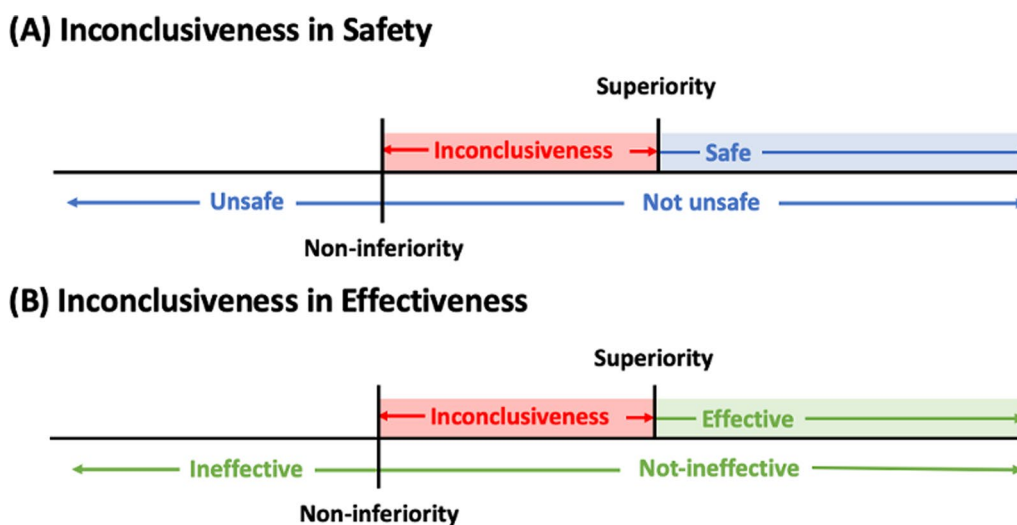 (A) Inconclusiveness in Safety
Superiority
Inconclusiveness
Safe
Unsafe
Not unsafe
Non-inferiority
(B) Inconclusiveness in Effectiveness
Superiority
Inconclusiveness
Effective
Ineffective
Not-ineffective
Non-inferiority